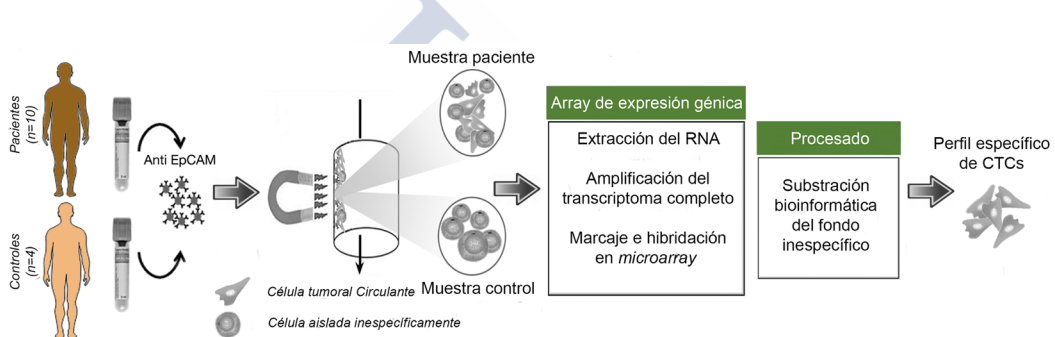 Pacientes
(n=10)
Controles
(n=4)
Anti EpCAM
Muestra paciente
Muestra control
Célula tumoral Circulante
Célula aislada inespecíficamente
Array de expresión génica
Extracción del RNA
Amplificación del
transcriptoma completo
Marcaje e hibridación
en microarray
Procesado
Substración
bioinformática
del fondo
inespecífico
Perfil específico
de CTCs